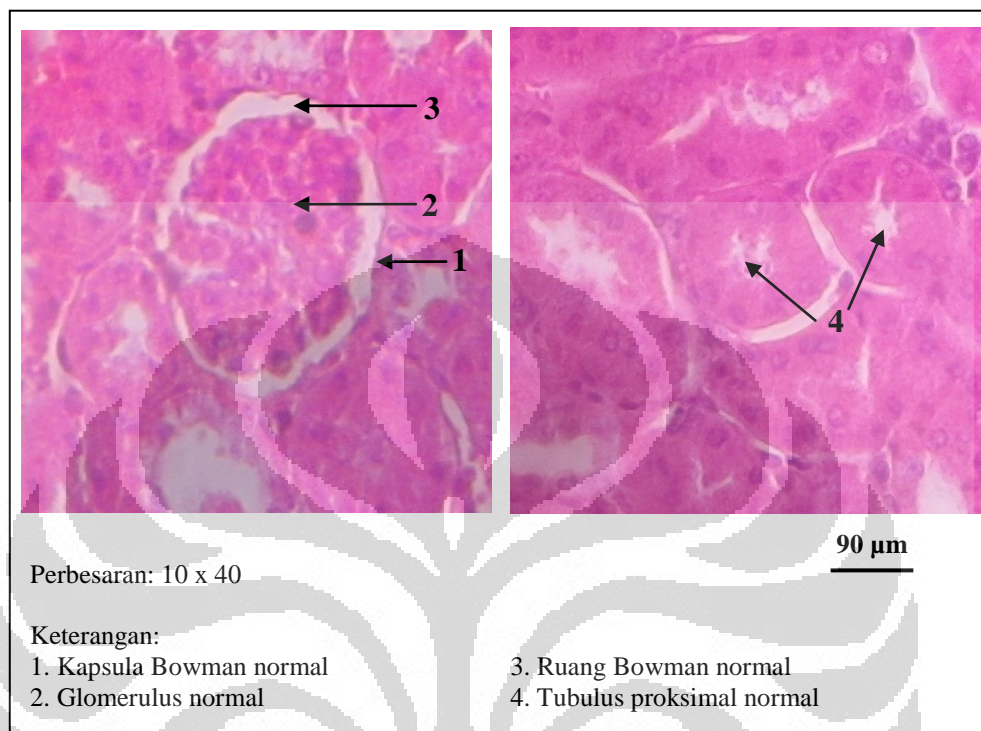 3
2
1
4
90 µm
Perbesaran: 10 x 40
Keterangan:
1. Kapsula Bowman normal
2. Glomerulus normal
3. Ruang Bowman normal
4. Tubulus proksimal normal